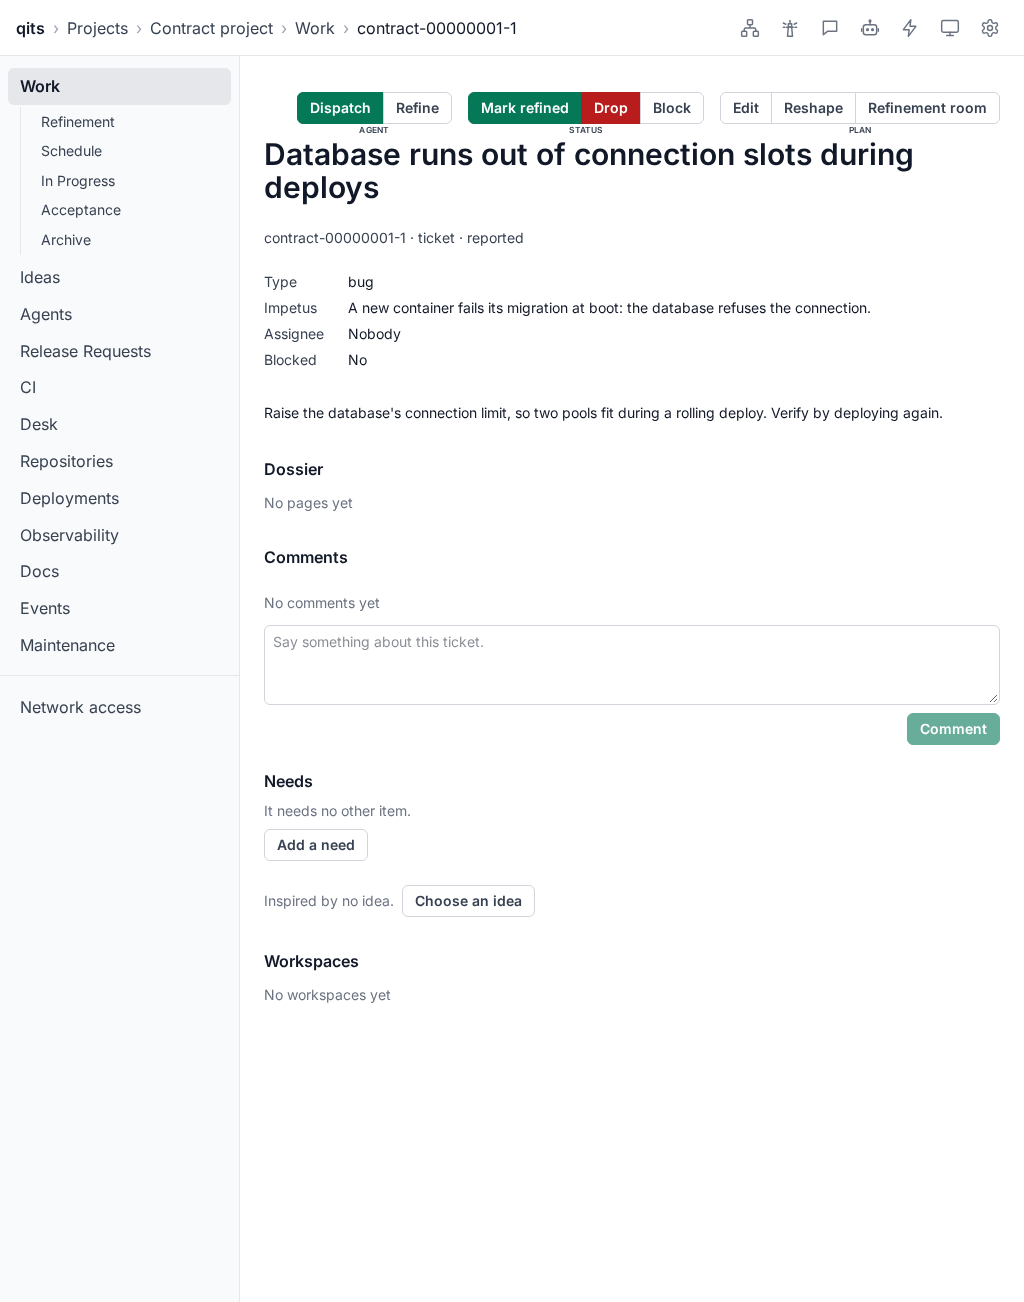 qits › Projects › Contract project › Work › contract-00000001-1
Work
Refinement
Schedule
In Progress
Acceptance
Archive
Ideas
Agents
Release Requests
CI
Desk
Repositories
Deployments
Observability
Docs
Events
Maintenance
Network access
Dispatch Refine
AGENT
Mark refined Drop Block
STATUS
Edit Reshape Refinement room
PLAN
Database runs out of connection slots during
deploys
contract-00000001-1 · ticket · reported
Type bug
Impetus A new container fails its migration at boot: the database refuses the connection.
Assignee Nobody
Blocked No
Raise the database's connection limit, so two pools fit during a rolling deploy. Verify by deploying again.
Dossier
No pages yet
Comments
No comments yet
Say something about this ticket.
Comment
Needs
It needs no other item.
Add a need
Inspired by no idea. Choose an idea
Workspaces
No workspaces yet